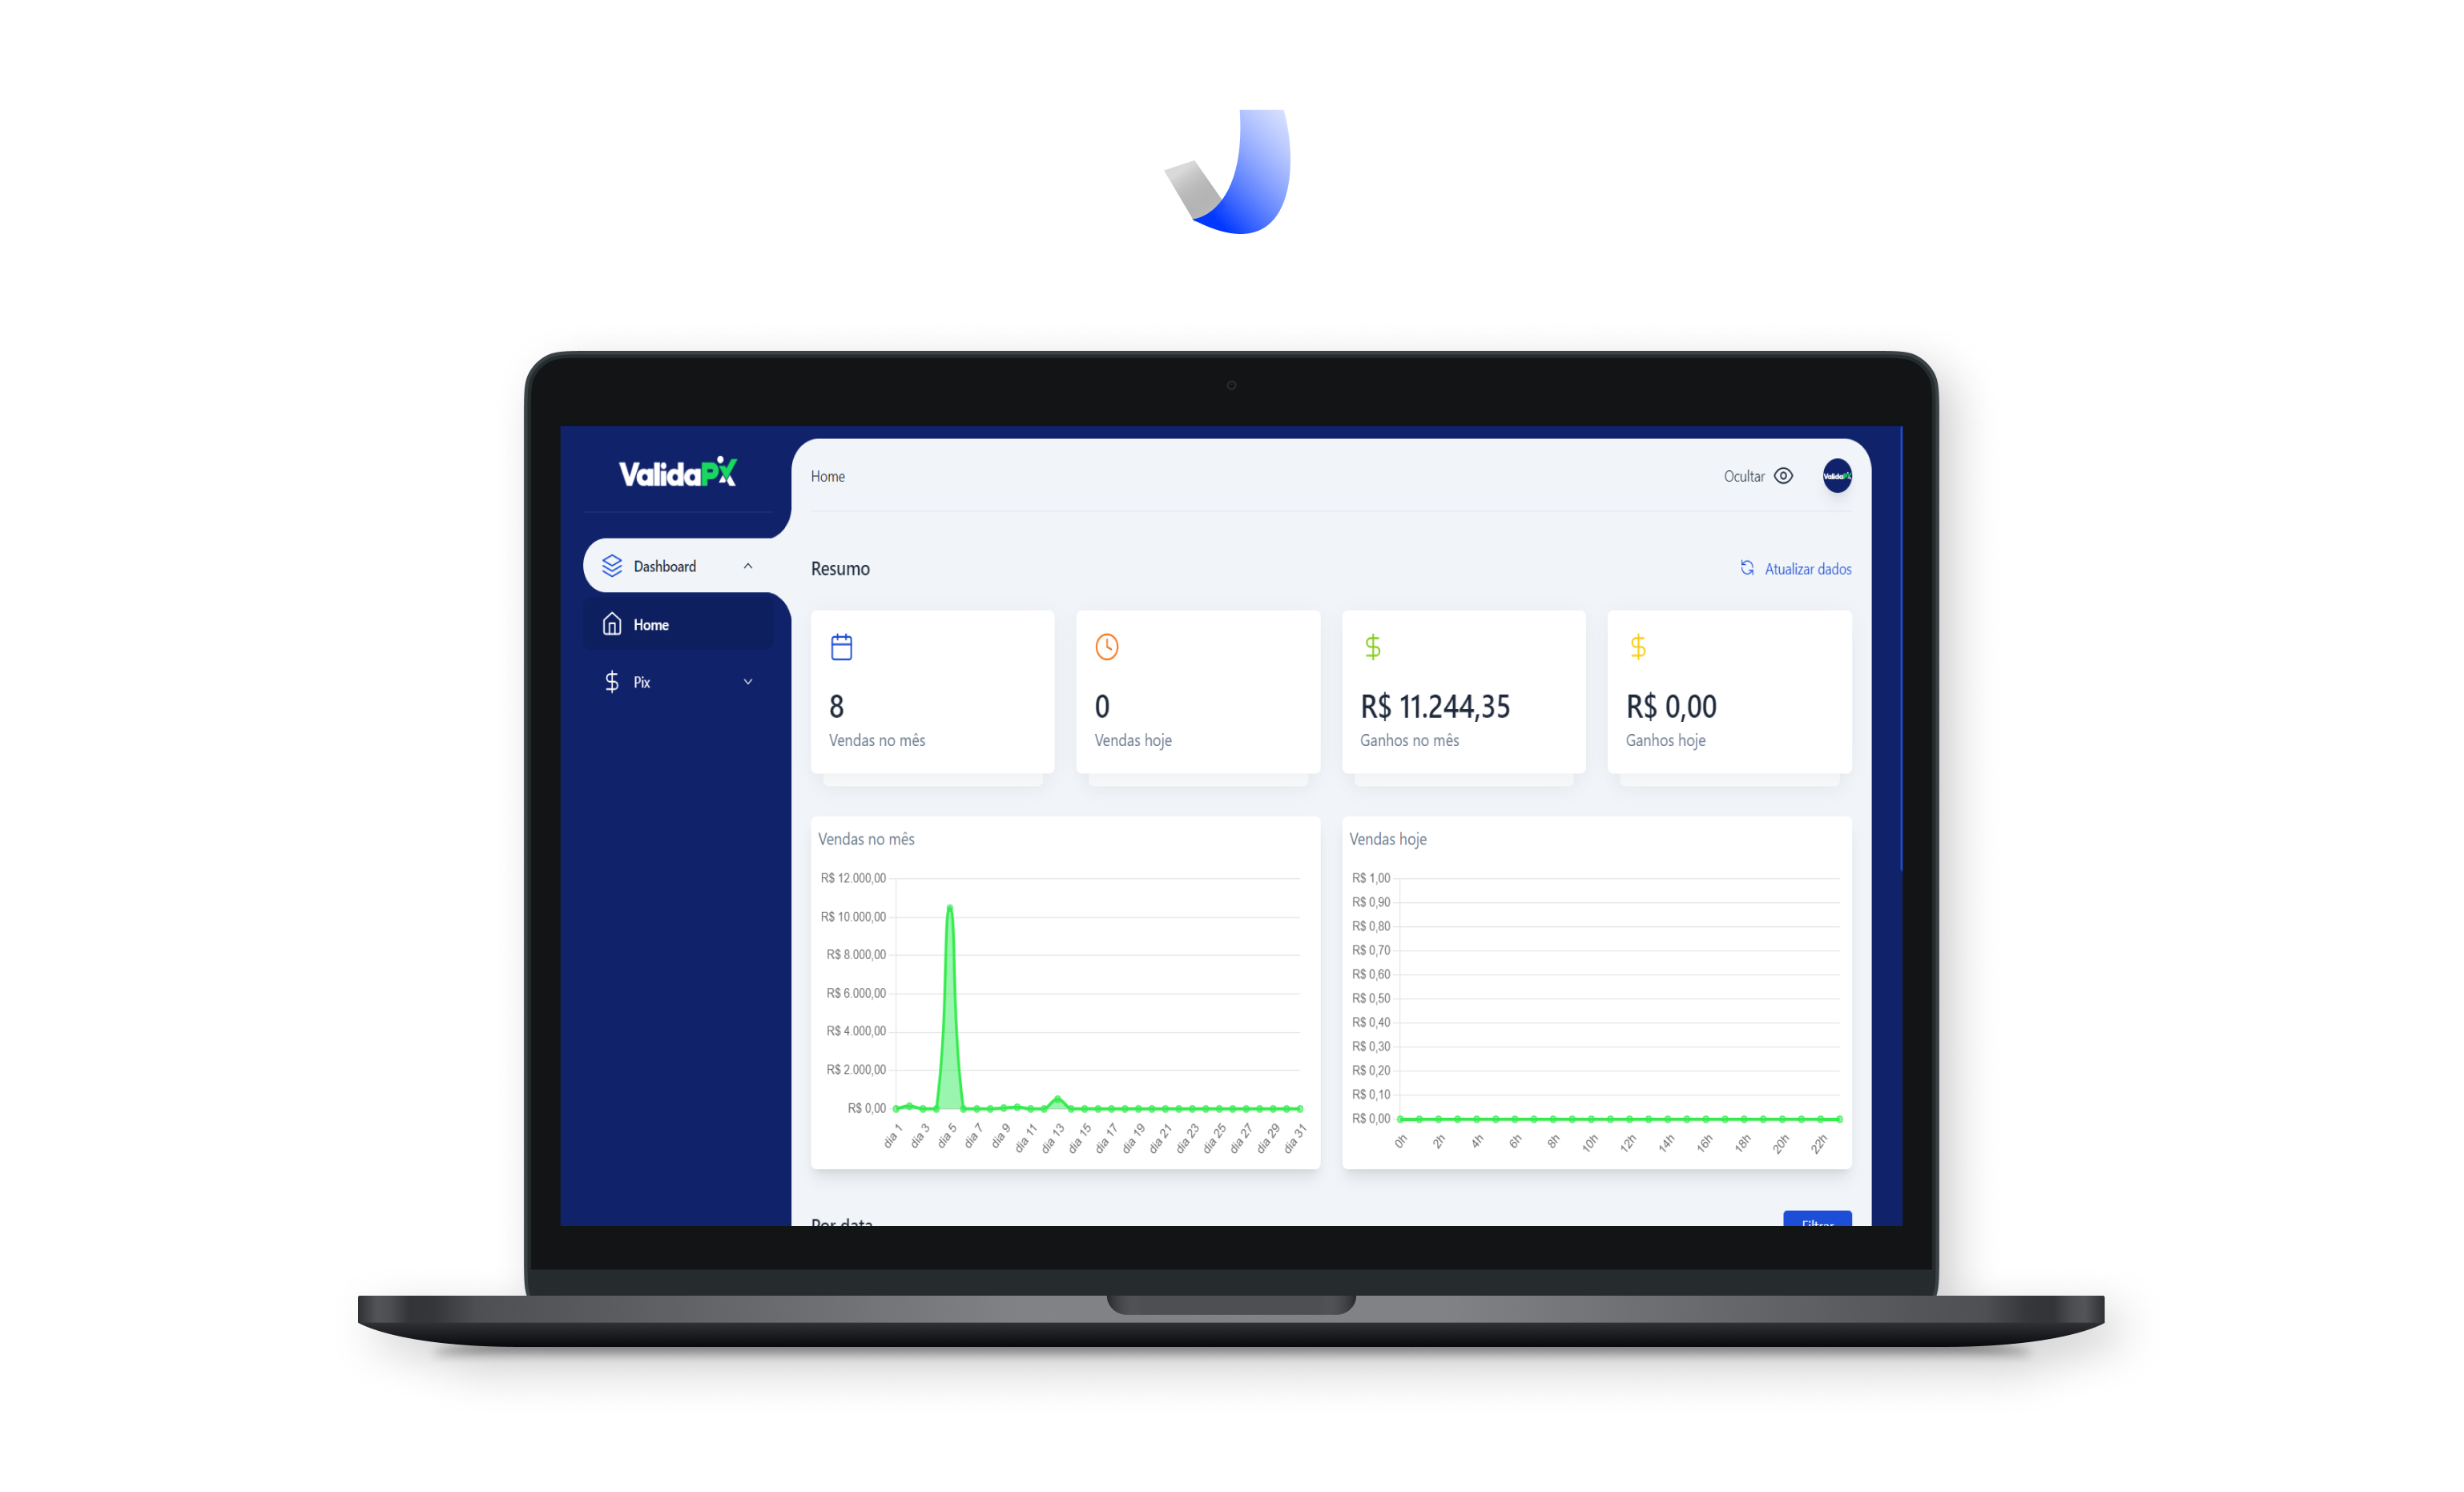 ValidaPix
Home
Ocultar
ValidaPix
Dashboard
Home
Pix
Resumo
Atualizar dados
8
Vendas no mês
0
Vendas hoje
R$ 11.244,35
Ganhos no mês
R$ 0,00
Ganhos hoje
Vendas no mês
R$ 12.000,00
R$ 10.000,00
R$ 8.000,00
R$ 6.000,00
R$ 4.000,00
R$ 2.000,00
R$ 0,00
dia 1
dia 3
dia 5
dia 7
dia 9
dia 11
dia 13
dia 15
dia 17
dia 19
dia 21
dia 23
dia 25
dia 27
dia 29
dia 31
Vendas hoje
R$ 1,00
R$ 0,90
R$ 0,80
R$ 0,70
R$ 0,60
R$ 0,50
R$ 0,40
R$ 0,30
R$ 0,20
R$ 0,10
R$ 0,00
0h
2h
4h
6h
8h
10h
12h
14h
16h
18h
20h
22h
Por data
Filtrar